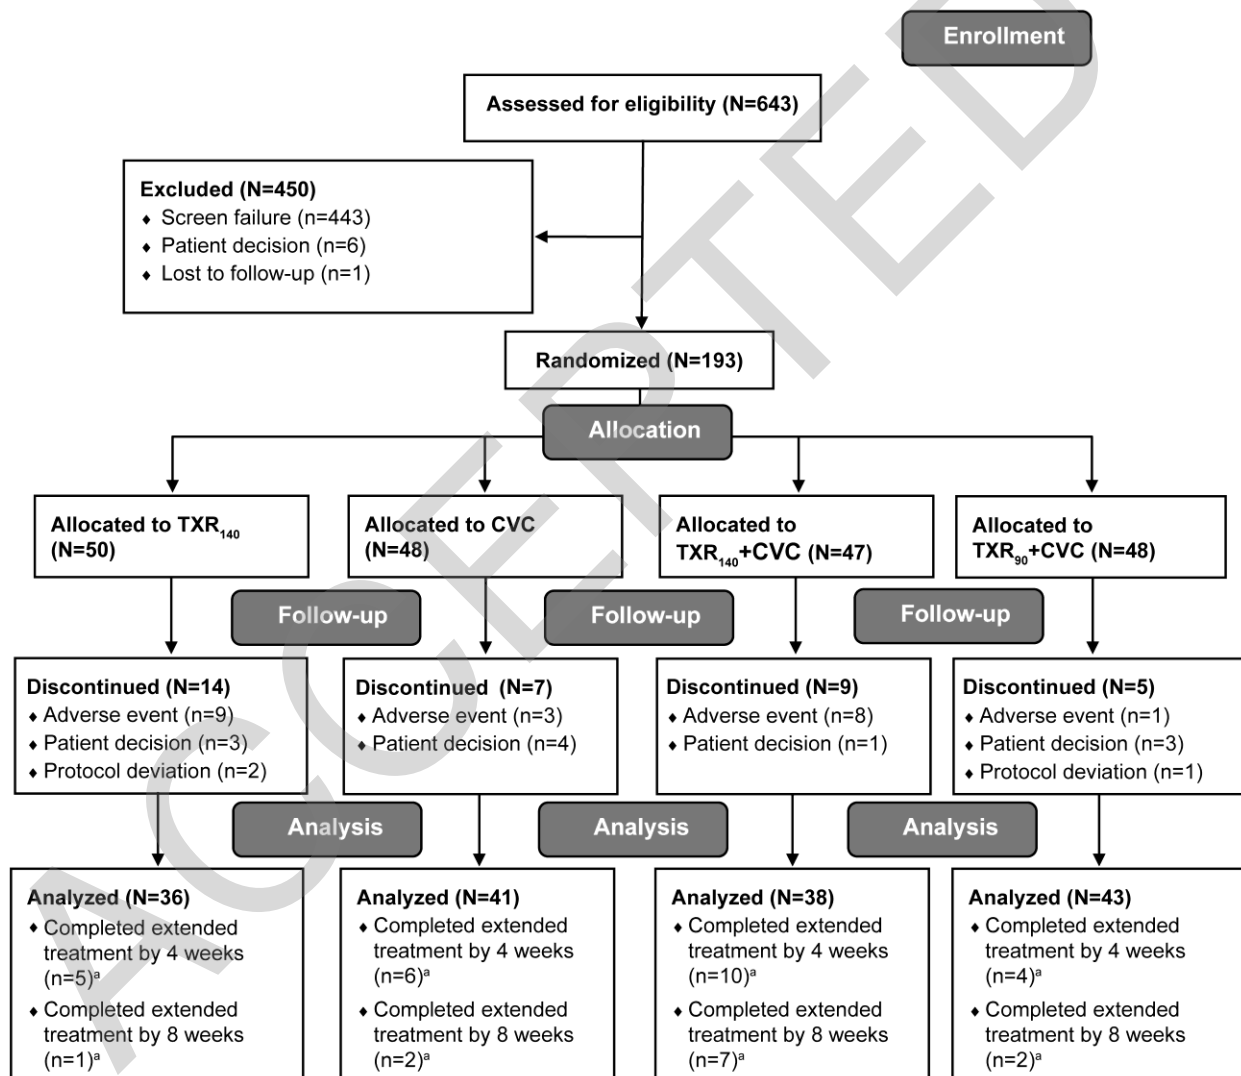 Enrollment
Assessed for eligibility (N=643)
Excluded (N=450)
♦ Screen failure (n=443)
♦ Patient decision (n=6)
♦ Lost to follow-up (n=1)
Randomized (N=193)
Allocation
Allocated to TXR140
(N=50)
Allocated to CVC
(N=48)
Allocated to
TXR140+CVC (N=47)
Allocated to
TXR90+CVC (N=48)
Follow-up
Follow-up
Follow-up
Discontinued (N=14)
♦ Adverse event (n=9)
♦ Patient decision (n=3)
♦ Protocol deviation (n=2)
Discontinued (N=7)
♦ Adverse event (n=3)
♦ Patient decision (n=4)
Discontinued (N=9)
♦ Adverse event (n=8)
♦ Patient decision (n=1)
Discontinued (N=5)
♦ Adverse event (n=1)
♦ Patient decision (n=3)
♦ Protocol deviation (n=1)
Analysis
Analysis
Analysis
Analyzed (N=36)
♦ Completed extended
treatment by 4 weeks
(n=5)a
♦ Completed extended
treatment by 8 weeks
(n=1)a
Analyzed (N=41)
♦ Completed extended
treatment by 4 weeks
(n=6)a
♦ Completed extended
treatment by 8 weeks
(n=2)a
Analyzed (N=38)
♦ Completed extended
treatment by 4 weeks
(n=10)a
♦ Completed extended
treatment by 8 weeks
(n=7)a
Analyzed (N=43)
♦ Completed extended
treatment by 4 weeks
(n=4)a
♦ Completed extended
treatment by 8 weeks
(n=2)a
ACCEPTED